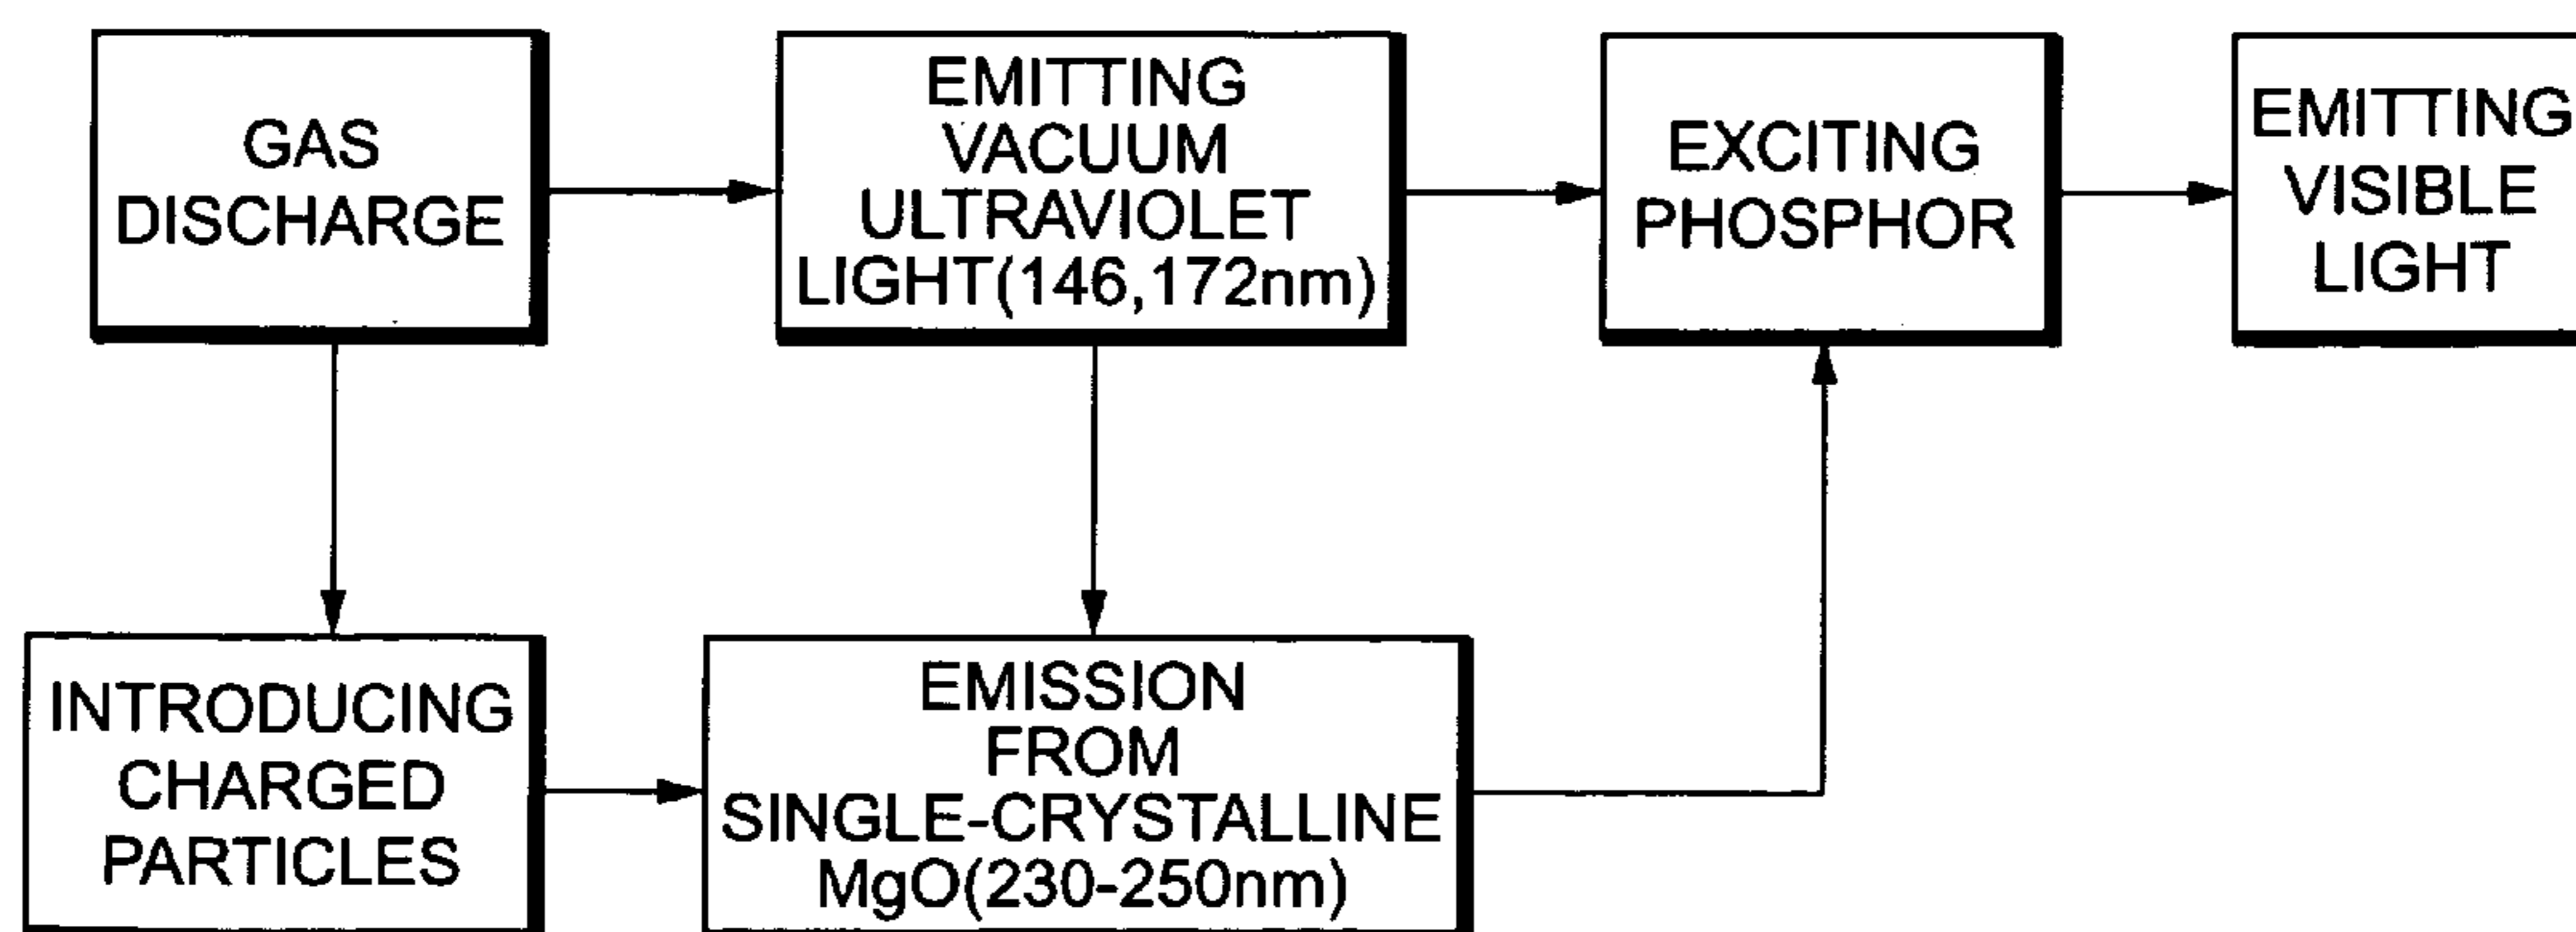 GAS
DISCHARGE
EMITTING
VACUUM
ULTRAVIOLET
LIGHT(146,172nm)
EXCITING
PHOSPHOR
EMITTING
VISIBLE
LIGHT
INTRODUCING
CHARGED
PARTICLES
EMISSION
FROM
SINGLE-CRYSTALLINE
MgO(230-250nm)